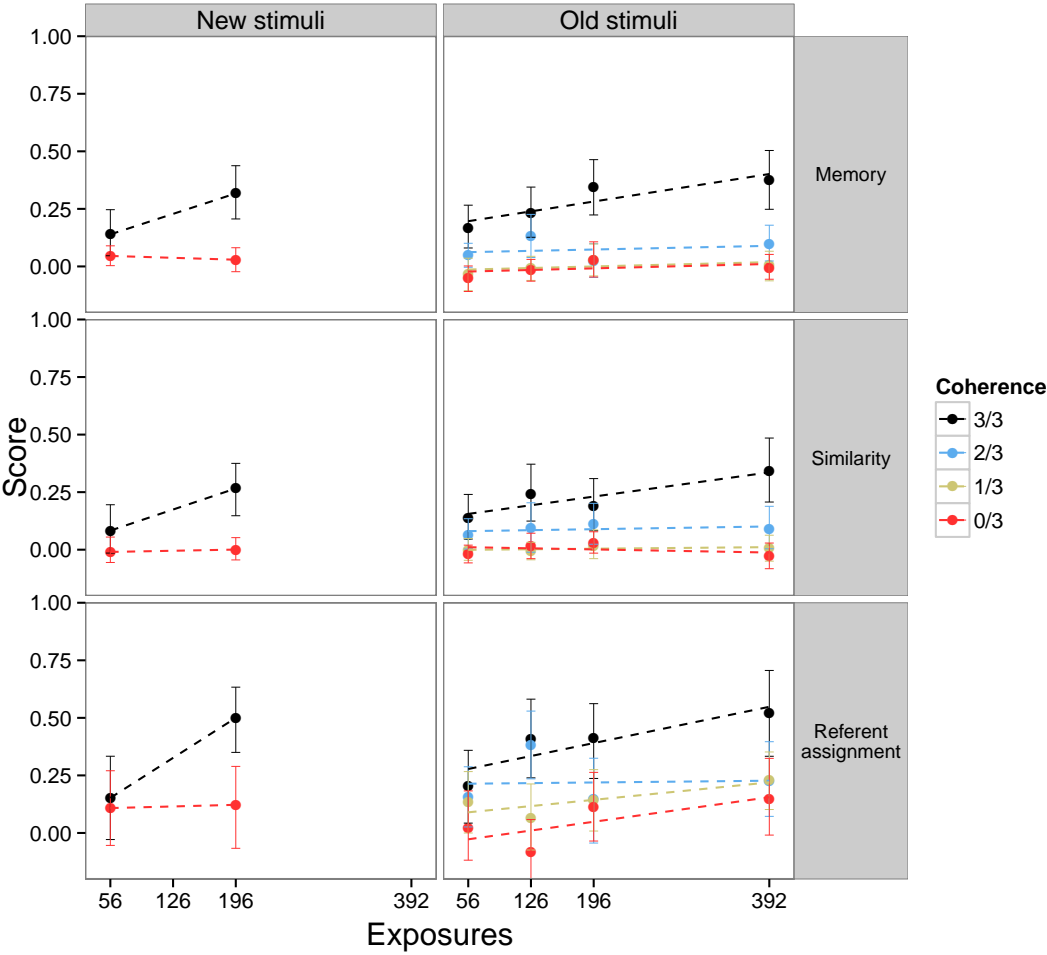 New stimuli
Old stimuli
1.00
0.75
0.50
0.25
0.00
Memory
1.00
0.75
0.50
0.25
0.00
Similarity
1.00
0.75
0.50
0.25
0.00
Referent
assignment
Score
56 126 196 392
56 126 196 392
Exposures
Coherence
3/3
2/3
1/3
0/3